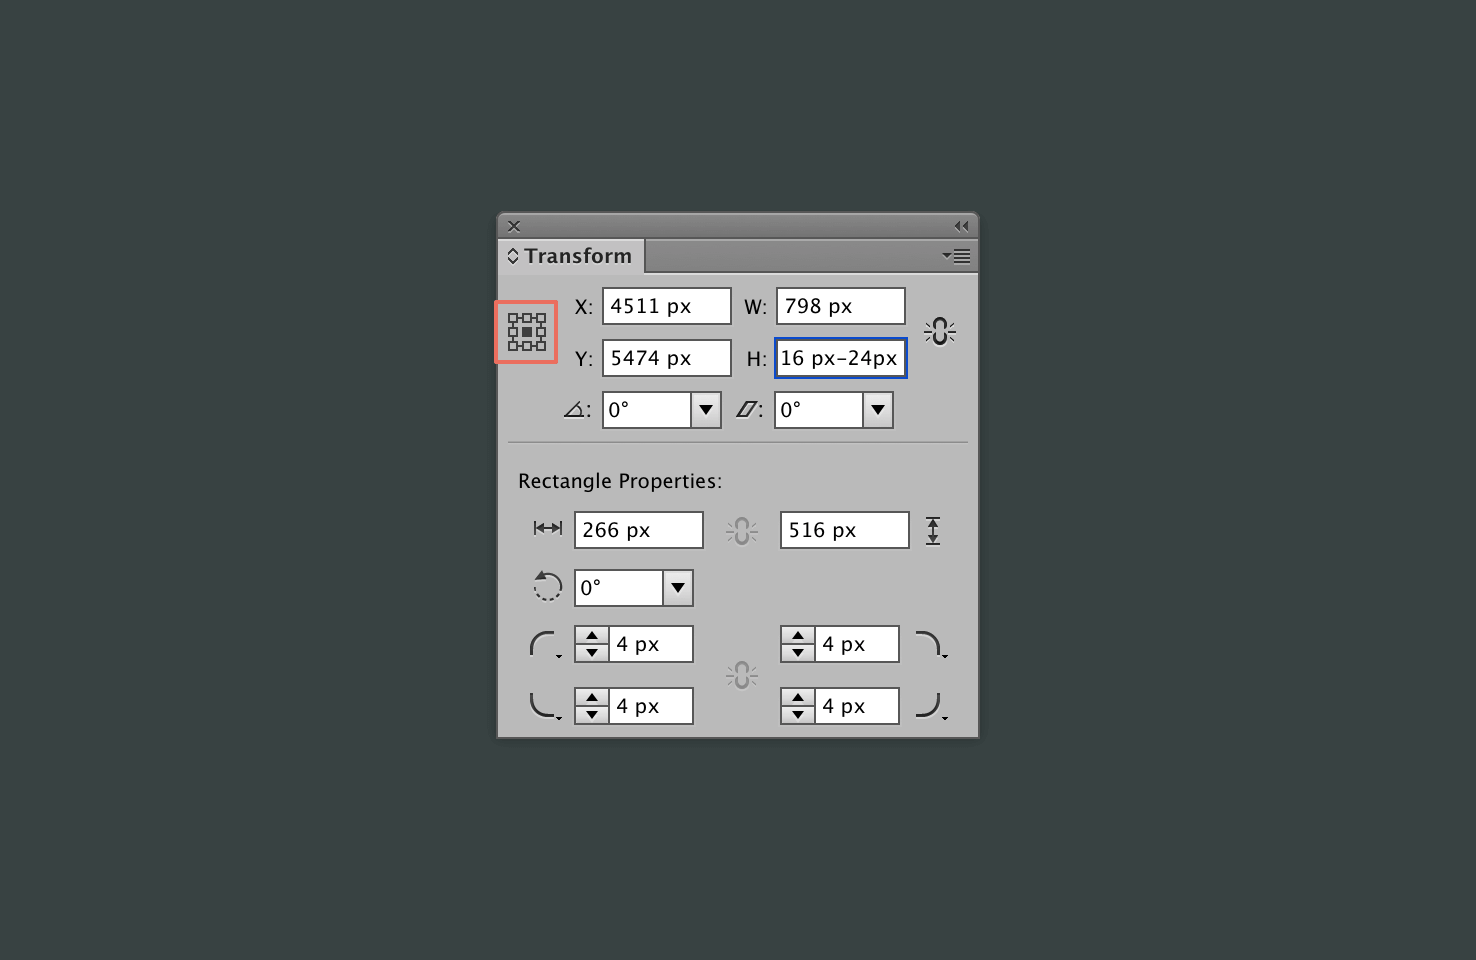 Transform
X: 4511 px W: 798 px
Y: 5474 px H: 16 px-24px
: 0° : 0°
Rectangle Properties:
266 px 516 px
0°
4 px 4 px
4 px 4 px